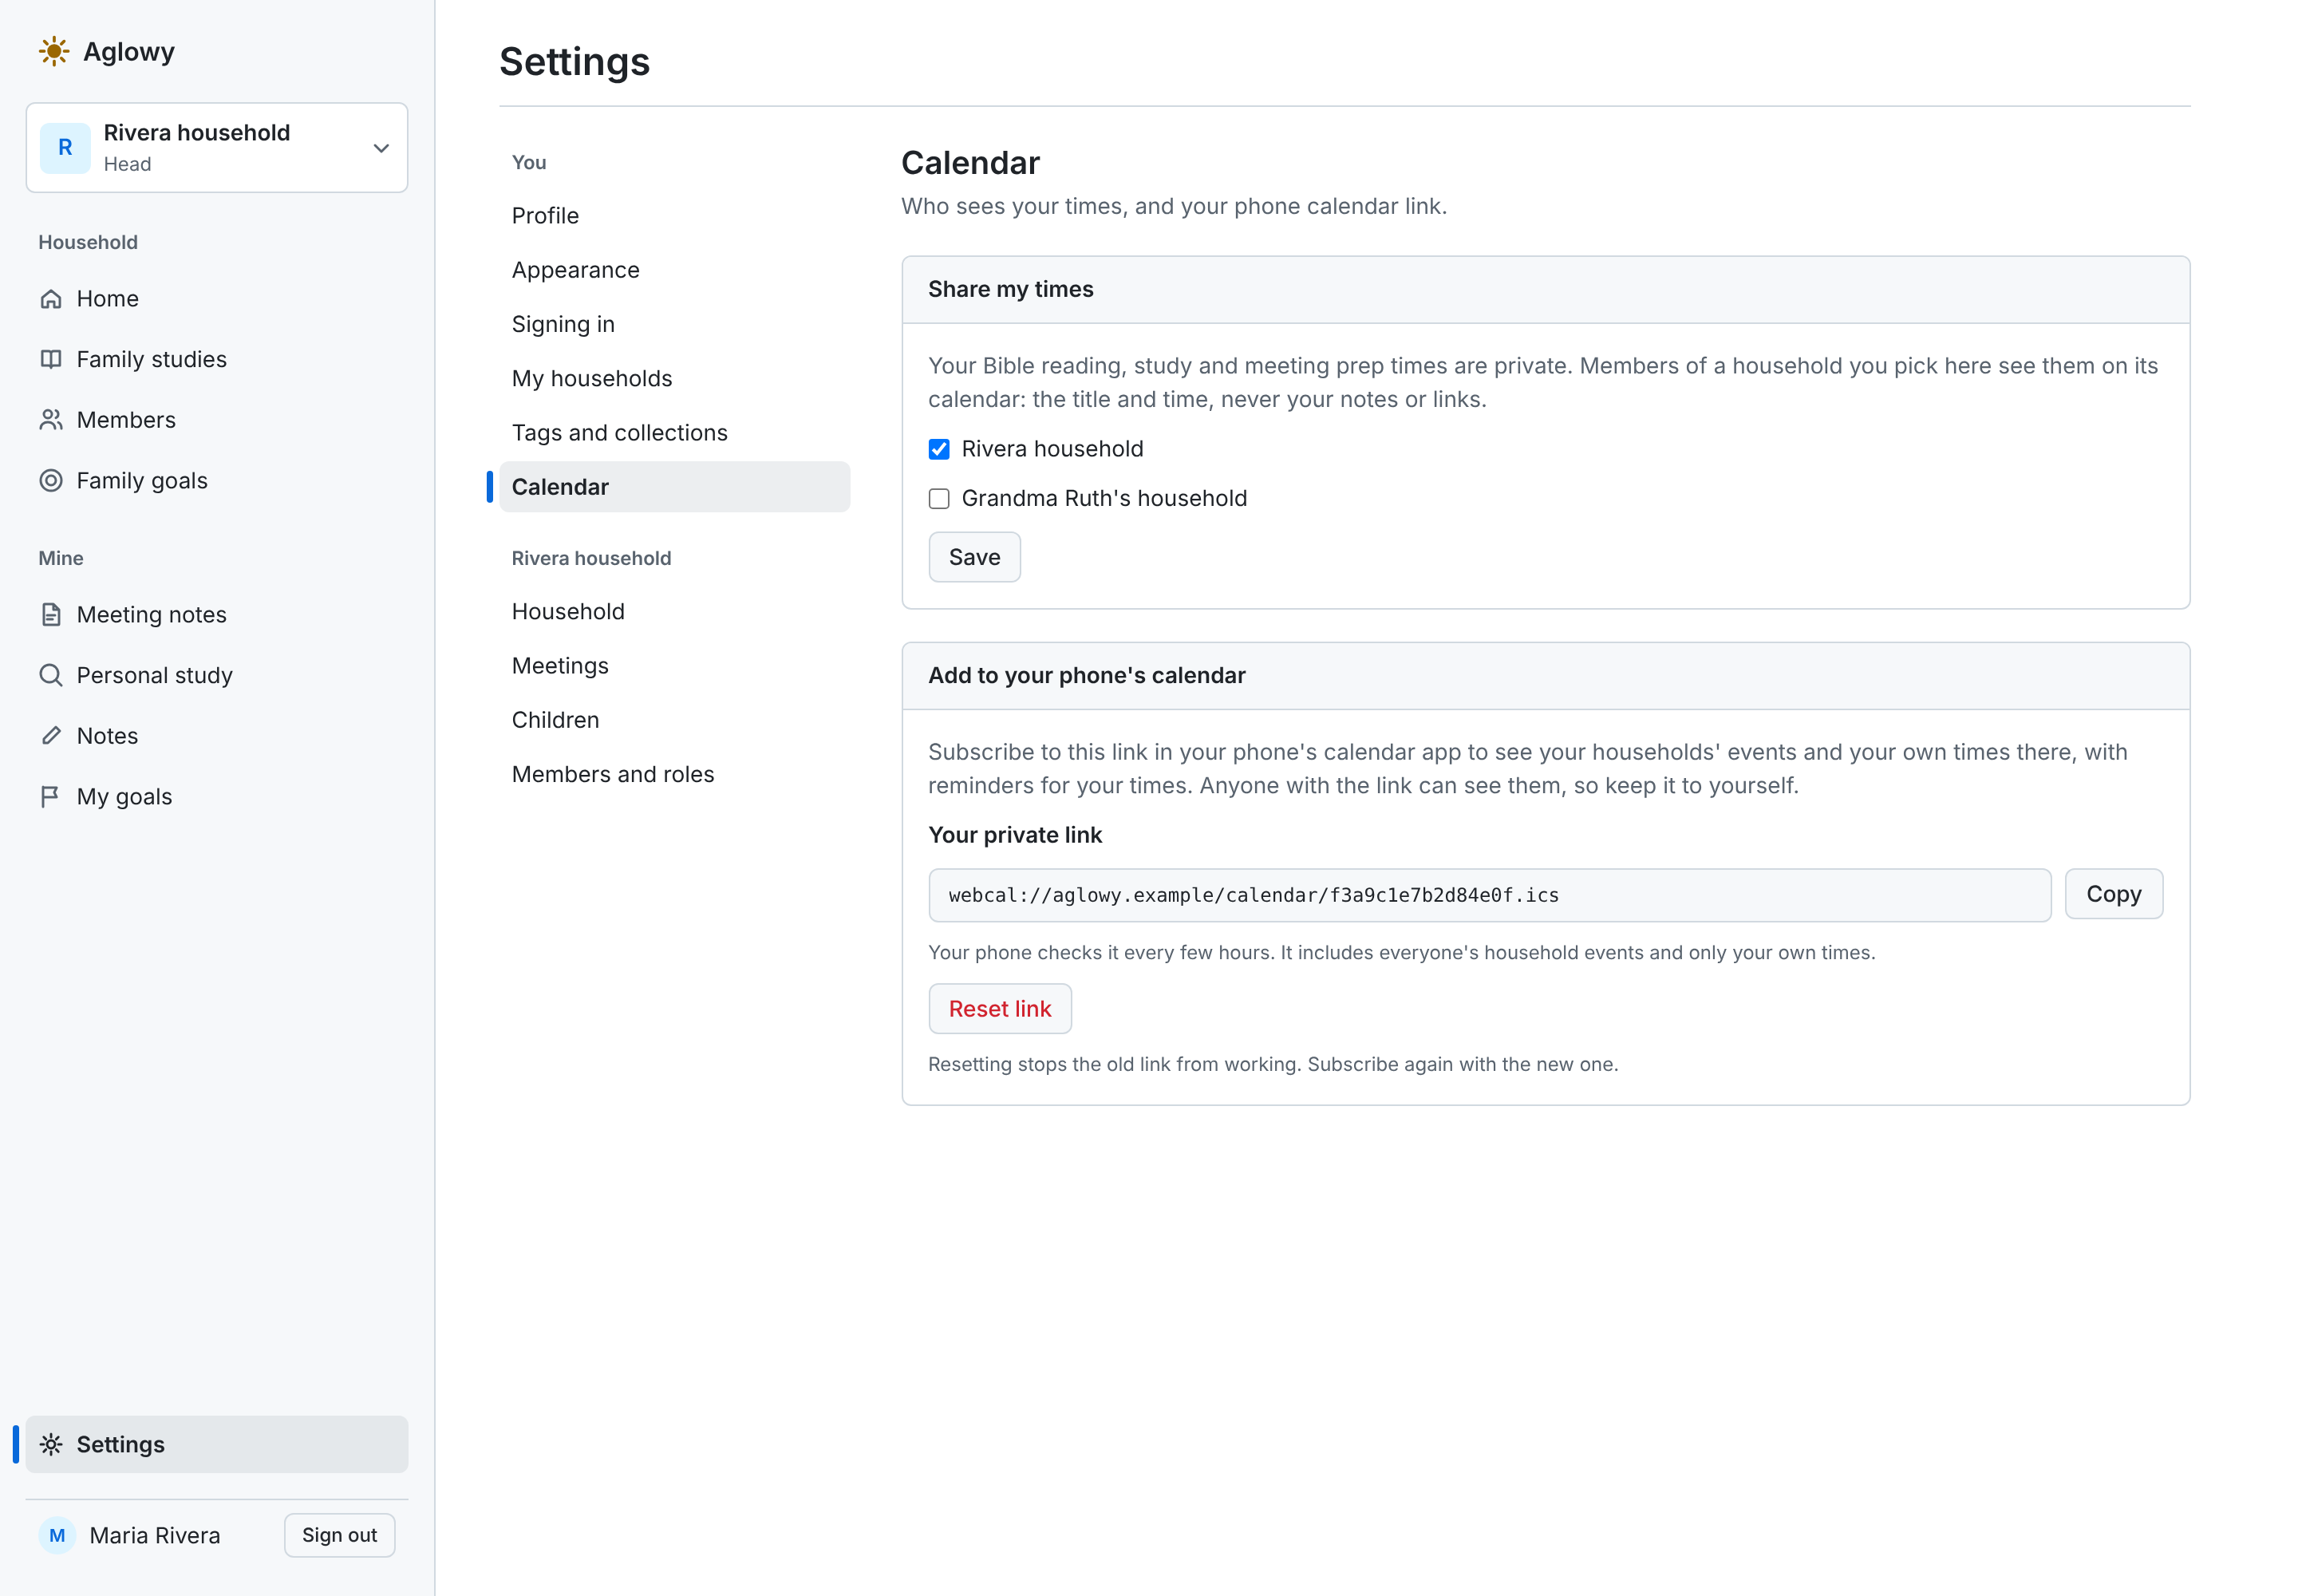 Aglowy
R
Rivera household
Head
Household
Home
Family studies
Members
Family goals
Mine
Meeting notes
Personal study
Notes
My goals
Settings
M
Maria Rivera
Sign out
Settings
You
Profile
Appearance
Signing in
My households
Tags and collections
Calendar
Rivera household
Household
Meetings
Children
Members and roles
Calendar
Who sees your times, and your phone calendar link.
Share my times
Your Bible reading, study and meeting prep times are private. Members of a household you pick here see them on its
calendar: the title and time, never your notes or links.
Rivera household
Grandma Ruth's household
Save
Add to your phone's calendar
Subscribe to this link in your phone's calendar app to see your households' events and your own times there, with
reminders for your times. Anyone with the link can see them, so keep it to yourself.
Your private link
webcal://aglowy.example/calendar/f3a9c1e7b2d84e0f.ics
Copy
Your phone checks it every few hours. It includes everyone's household events and only your own times.
Reset link
Resetting stops the old link from working. Subscribe again with the new one.